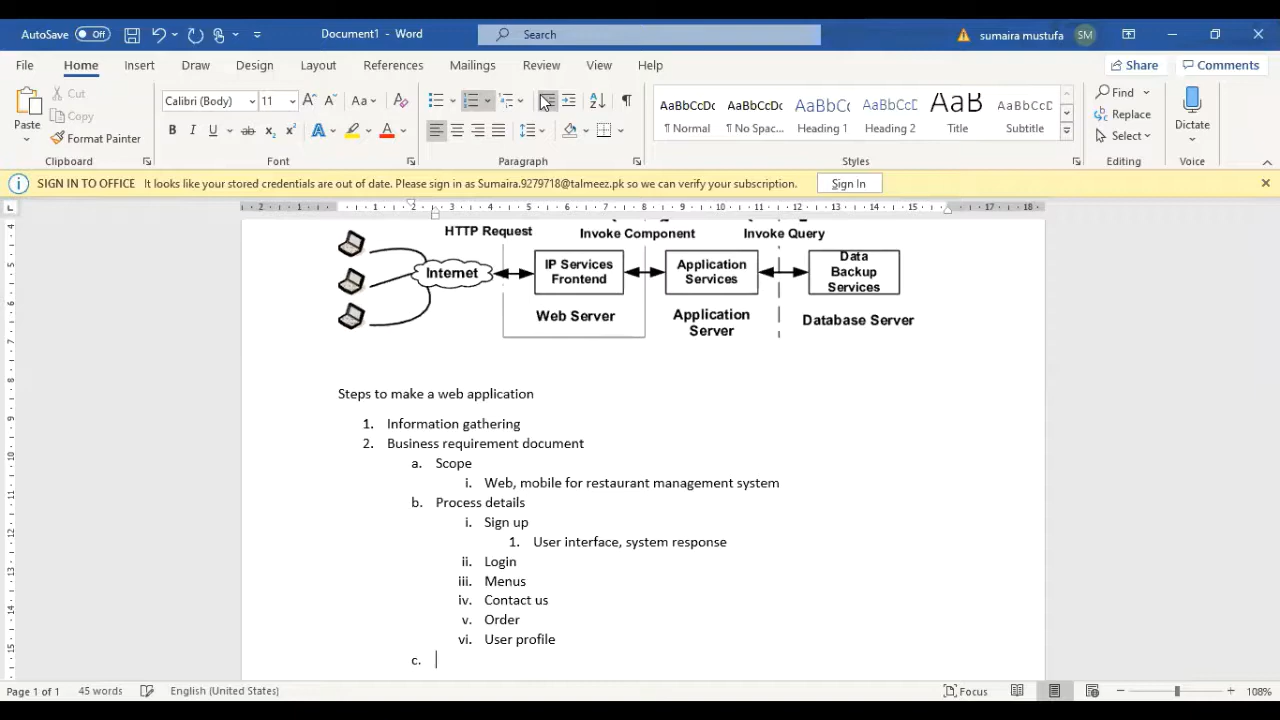 AutoSave Off Document1 - Word Search sumaira mustufa SM
File Home Insert Draw Design Layout References Mailings Review View Help Share Comments
Paste Cut Copy Format Painter
Clipboard
Calibri (Body) 11
Font
Paragraph
AaBbCcDc AaBbCcDc AaBbCc AaBbCcD AaB AaBbCcD
¶ Normal ¶ No Spac... Heading 1 Heading 2 Title Subtitle
Styles
Find
Replace
Select
Editing
Dictate
Voice
SIGN IN TO OFFICE It looks like your stored credentials are out of date. Please sign in as Sumaira.9279718@talmeez.pk so we can verify your subscription. Sign In
HTTP Request Invoke Component Invoke Query
Internet
IP Services
Frontend
Application
Services
Data
Backup
Services
Web Server
Application
Server
Database Server
Steps to make a web application
1. Information gathering
2. Business requirement document
a. Scope
i. Web, mobile for restaurant management system
b. Process details
i. Sign up
1. User interface, system response
ii. Login
iii. Menus
iv. Contact us
v. Order
vi. User profile
c.
Page 1 of 1 45 words English (United States) Focus 108%